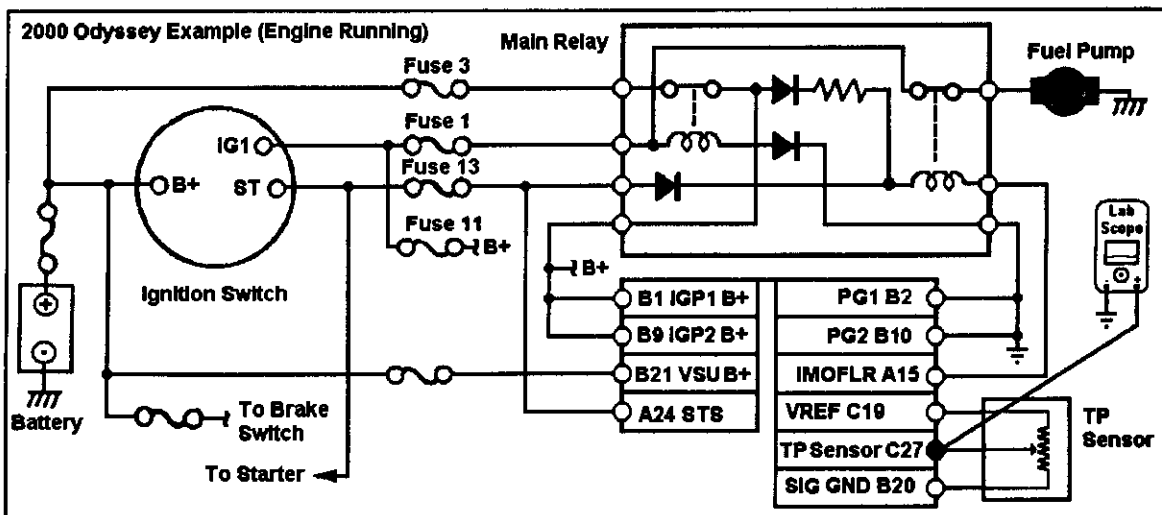 2000 Odyssey Example (Engine Running)
Main Relay
Fuel Pump
Fuse 3
Fuse 1
IG1
Fuse 13
B+
ST
Fuse 11
B+
Lab
Scope
- +
Ignition Switch
B+
B1 IGP1 B+
PG1 B2
B9 IGP2 B+
PG2 B10
B21 VSU B+
IMOFLR A15
A24 STS
VREF C19
TP Sensor C27
SIG GND B20
TP
Sensor
Battery
To Brake
Switch
To Starter